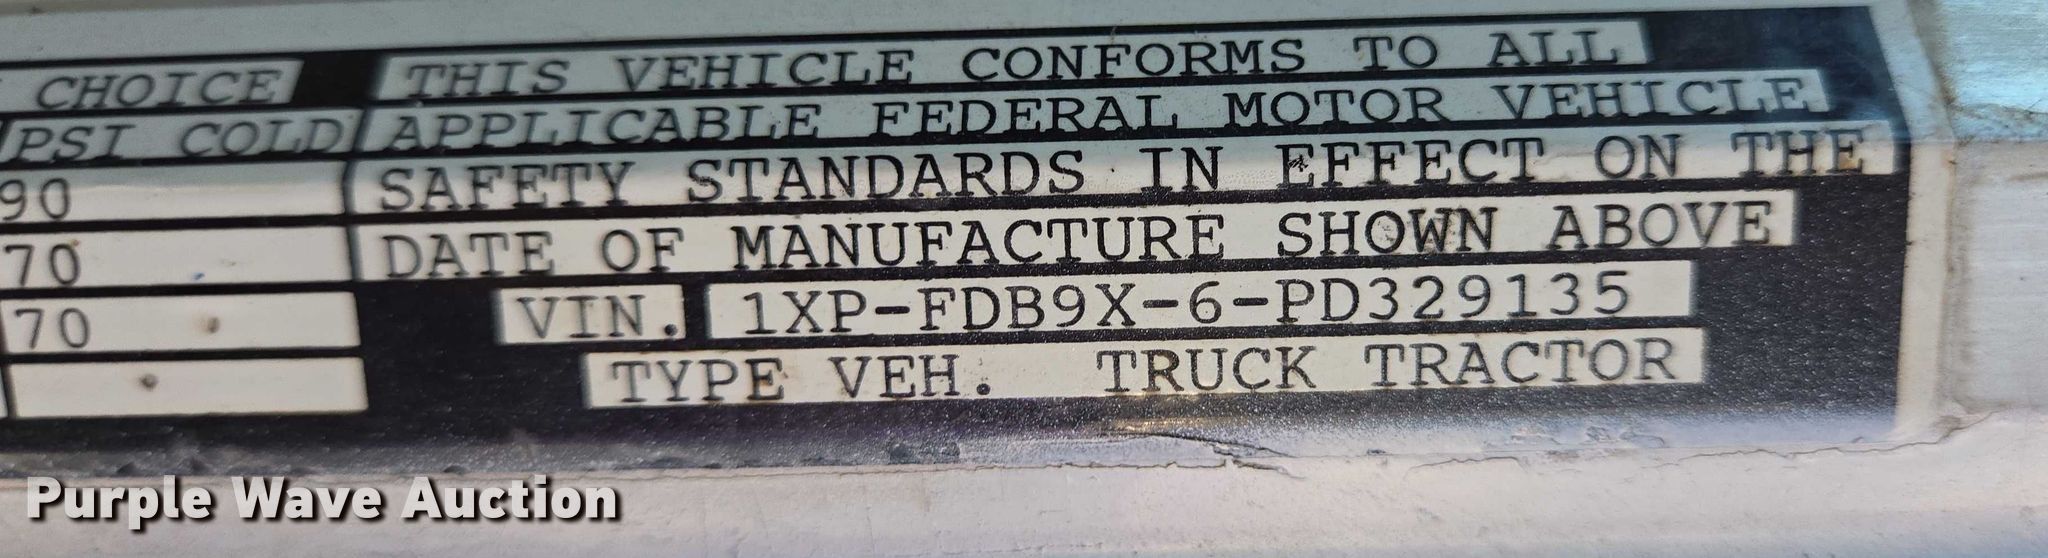 CHOICE
PSI COLD
90
70
70
THIS VEHICLE CONFORMS TO ALL
APPLICABLE FEDERAL MOTOR VEHICLE
SAFETY STANDARDS IN EFFECT ON THE
DATE OF MANUFACTURE SHOWN ABOVE
VIN. 1XP-FDB9X-6-PD329135
TYPE VEH. TRUCK TRACTOR
Purple Wave Auction